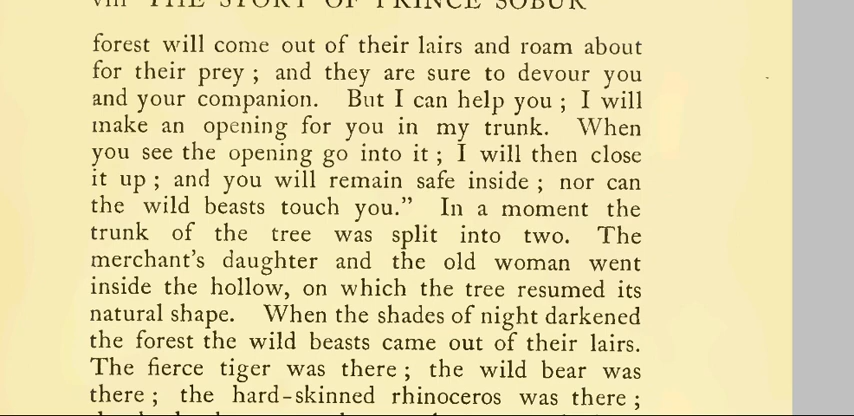 viii THE STORY OF PRINCE SOBUR
forest will come out of their lairs and roam about
for their prey ; and they are sure to devour you
and your companion. But I can help you ; I will
make an opening for you in my trunk. When
you see the opening go into it ; I will then close
it up ; and you will remain safe inside ; nor can
the wild beasts touch you.” In a moment the
trunk of the tree was split into two. The
merchant’s daughter and the old woman went
inside the hollow, on which the tree resumed its
natural shape. When the shades of night darkened
the forest the wild beasts came out of their lairs.
The fierce tiger was there ; the wild bear was
there ; the hard-skinned rhinoceros was there ;